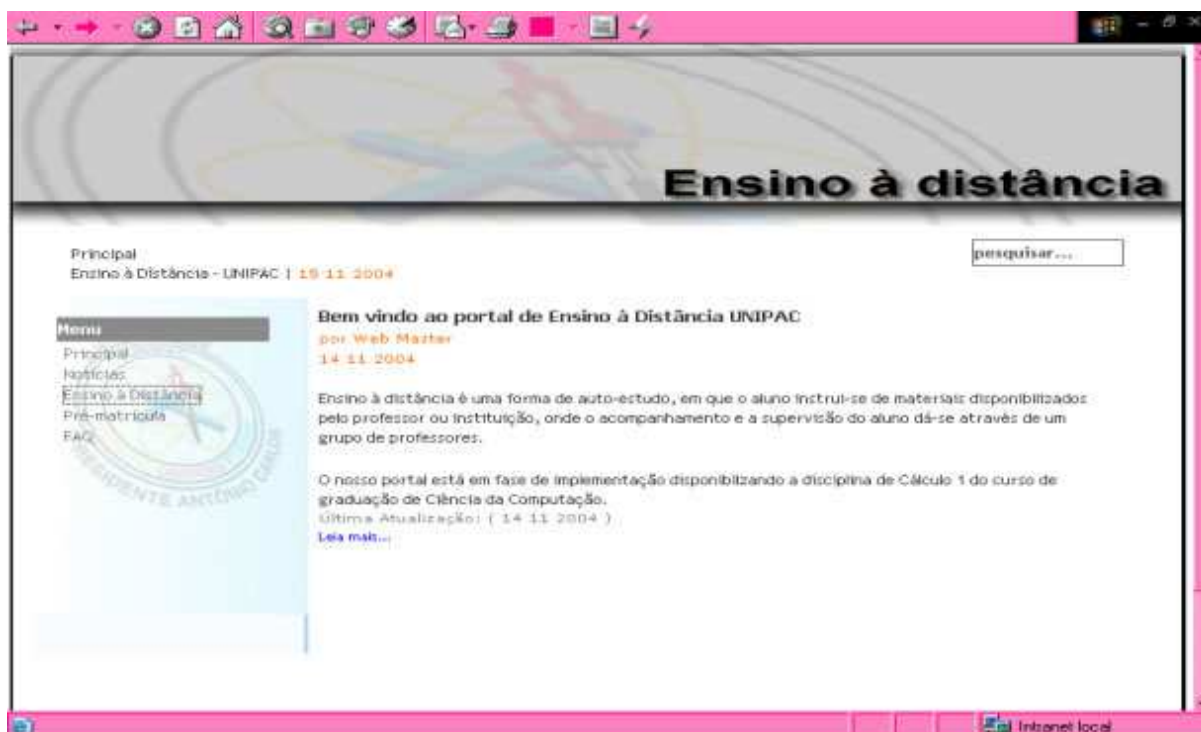 Ensino à distância
Principal
Ensino à Distância - UNIPAC | 15 11 2004
pesquisar...
Menu
Principal
Notícias
Ensino à Distância
Pré-matrícula
FAQ
PRESIDENTE ANTÔNIO CARLOS
Bem vindo ao portal de Ensino à Distância UNIPAC
por Web Master
14 11 2004
Ensino à distância é uma forma de auto-estudo, em que o aluno instrui-se de materiais disponibilizados
pelo professor ou instituição, onde o acompanhamento e a supervisão do aluno dá-se através de um
grupo de professores.
O nosso portal está em fase de implementação disponibilizando a disciplina de Cálculo 1 do curso de
graduação de Ciência da Computação.
Última Atualização: ( 14 11 2004 )
Leia mais...
Intranet local